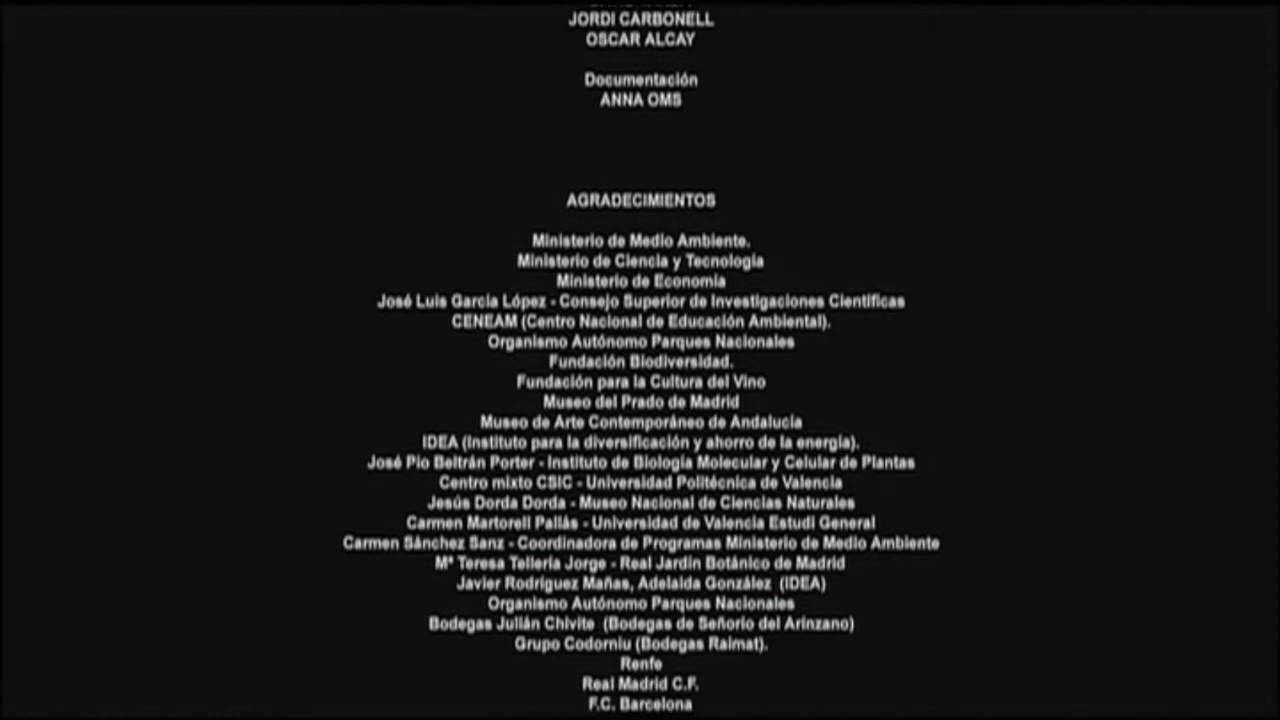 JORDI CARBONELL
OSCAR ALCAY
Documentación
ANNA OMS
AGRADECIMIENTOS
Ministerio de Medio Ambiente.
Ministerio de Ciencia y Tecnología
Ministerio de Economía
José Luis García López - Consejo Superior de Investigaciones Científicas
CENEAM (Centro Nacional de Educación Ambiental).
Organismo Autónomo Parques Nacionales
Fundación Biodiversidad.
Fundación para la Cultura del Vino
Museo del Prado de Madrid
Museo de Arte Contemporáneo de Andalucía
IDEA (Instituto para la diversificación y ahorro de la energía).
José Pío Beltrán Porter - Instituto de Biología Molecular y Celular de Plantas
Centro mixto CSIC - Universidad Politécnica de Valencia
Jesús Dorda Dorda - Museo Nacional de Ciencias Naturales
Carmen Martorell Pallás - Universidad de Valencia Estudi General
Carmen Sánchez Sanz - Coordinadora de Programas Ministerio de Medio Ambiente
Mª Teresa Tellería Jorge - Real Jardín Botánico de Madrid
Javier Rodríguez Mañas, Adelaida González (IDEA)
Organismo Autónomo Parques Nacionales
Bodegas Julián Chivite (Bodegas de Señorío del Arínzano)
Grupo Codorníu (Bodegas Raimat).
Renfe
Real Madrid C.F.
F.C. Barcelona